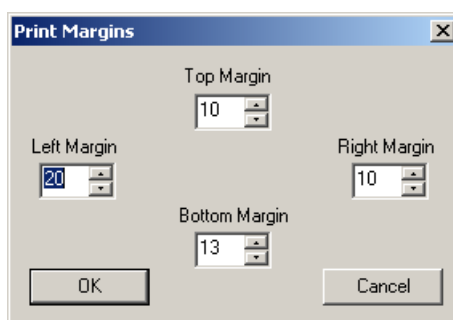 Print Margins
Top Margin
10
Left Margin
20
Right Margin
10
Bottom Margin
13
OK
Cancel